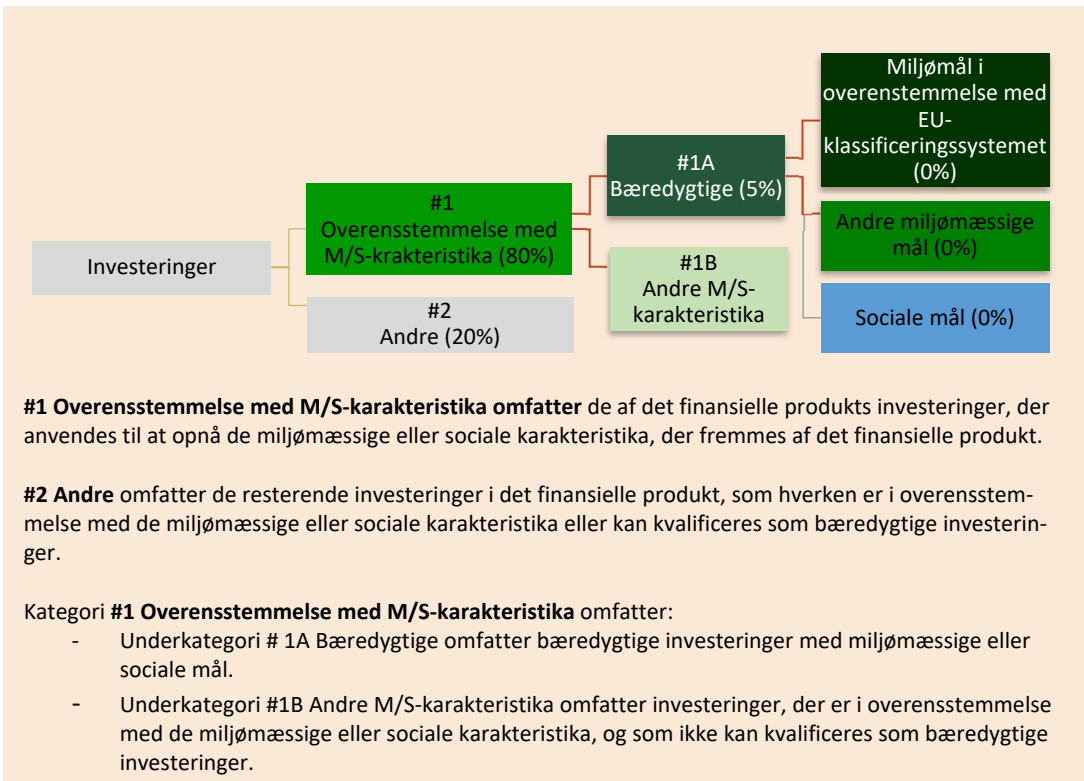 Investeringer
#1
Overensstemmelse med
M/S-krakteristika (80%)
#2
Andre (20%)
#1A
Bæredygtige (5%)
#1B
Andre M/S-
karakteristika
Miljømål i
overenstemmelse med
EU-
klassificeringssystemet
(0%)
Andre miljømæssige
mål (0%)
Sociale mål (0%)
#1 Overensstemmelse med M/S-karakteristika omfatter de af det finansielle produkts investeringer, der
anvendes til at opnå de miljømæssige eller sociale karakteristika, der fremmes af det finansielle produkt.
#2 Andre omfatter de resterende investeringer i det finansielle produkt, som hverken er i overensstem-
melse med de miljømæssige eller sociale karakteristika eller kan kvalificeres som bæredygtige investerin-
ger.
Kategori #1 Overensstemmelse med M/S-karakteristika omfatter:
- Underkategori # 1A Bæredygtige omfatter bæredygtige investeringer med miljømæssige eller
sociale mål.
- Underkategori #1B Andre M/S-karakteristika omfatter investeringer, der er i overensstemmelse
med de miljømæssige eller sociale karakteristika, og som ikke kan kvalificeres som bæredygtige
investeringer.